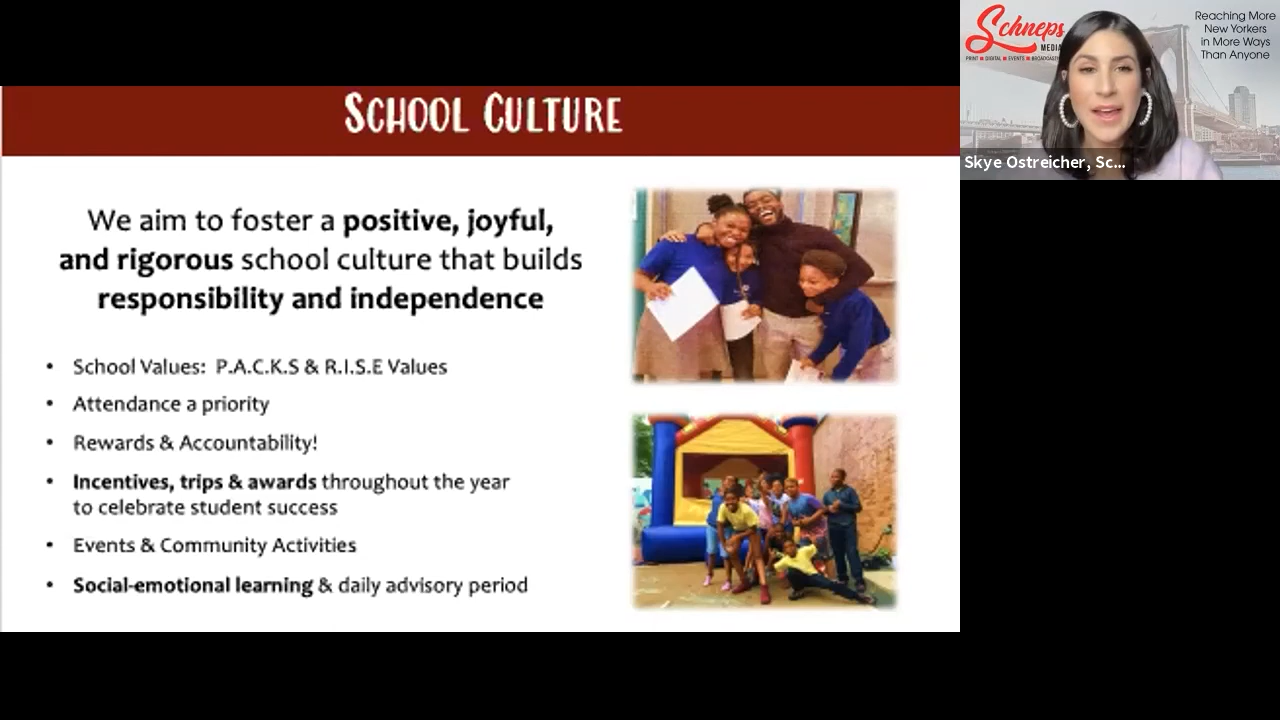 SCHOOL CULTURE
We aim to foster a positive, joyful,
and rigorous school culture that builds
responsibility and independence
• School Values: P.A.C.K.S & R.I.S.E Values
• Attendance a priority
• Rewards & Accountability!
• Incentives, trips & awards throughout the year
to celebrate student success
• Events & Community Activities
• Social-emotional learning & daily advisory period
Schneps
MEDIA
PRINT ■ DIGITAL ■ EVENTS ■ BROADCAST
Reaching More
New Yorkers
in More Ways
Than Anyone
Skye Ostreicher, Sc...